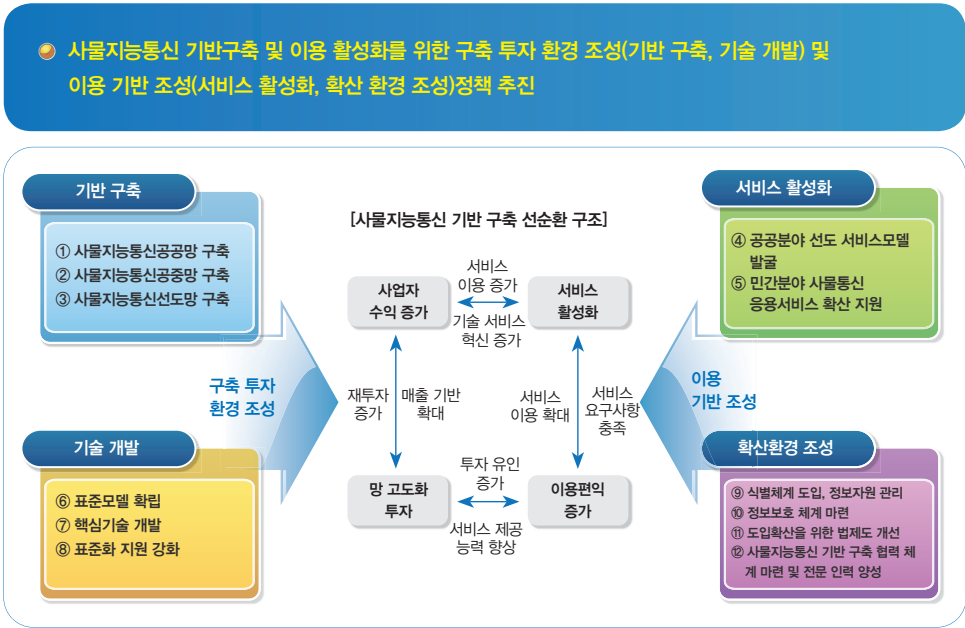 사물지능통신 기반구축 및 이용 활성화를 위한 구축 투자 환경 조성(기반 구축, 기술 개발) 및
이용 기반 조성(서비스 활성화, 확산 환경 조성)정책 추진
기반 구축
① 사물지능통신공공망 구축
② 사물지능통신공중망 구축
③ 사물지능통신선도망 구축
구축 투자
환경 조성
기술 개발
⑥ 표준모델 확립
⑦ 핵심기술 개발
⑧ 표준화 지원 강화
[사물지능통신 기반 구축 선순환 구조]
사업자
수익 증가
서비스
이용 증가
기술 서비스
혁신 증가
서비스
활성화
재투자
증가
매출 기반
확대
서비스
이용 확대
서비스
요구사항
충족
망 고도화
투자
투자 유인
증가
서비스 제공
능력 향상
이용편익
증가
서비스 활성화
④ 공공분야 선도 서비스모델
발굴
⑤ 민간분야 사물통신
응용서비스 확산 지원
이용
기반 조성
확산환경 조성
⑨ 식별체계 도입, 정보자원 관리
⑩ 정보보호 체계 마련
⑪ 도입확산을 위한 법제도 개선
⑫ 사물지능통신 기반 구축 협력 체
계 마련 및 전문 인력 양성